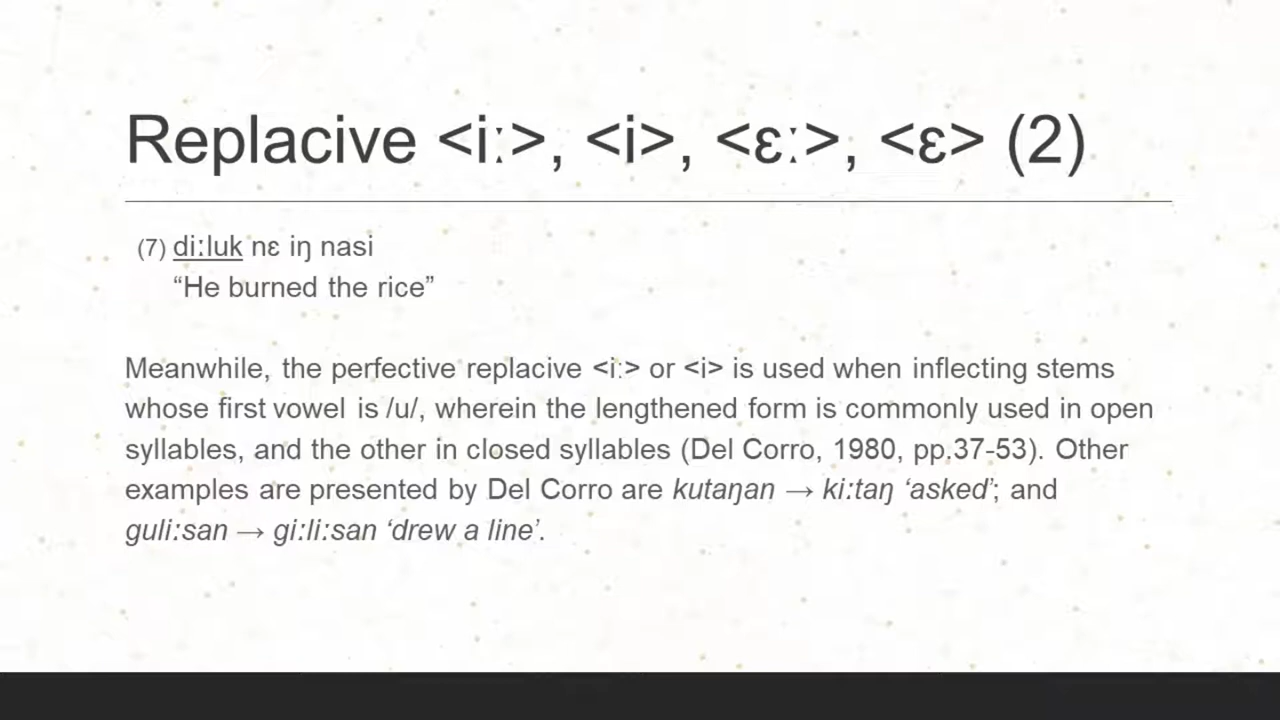 Replacive <iː>, <i>, <ɛː>, <ɛ> (2)
(7) diːluk nɛ iŋ nasi
“He burned the rice”
Meanwhile, the perfective replacive <iː> or <i> is used when inflecting stems
whose first vowel is /u/, wherein the lengthened form is commonly used in open
syllables, and the other in closed syllables (Del Corro, 1980, pp.37-53). Other
examples are presented by Del Corro are kutaŋan → kiːtaŋ ‘asked’; and
guliːsan → giːliːsan ‘drew a line’.